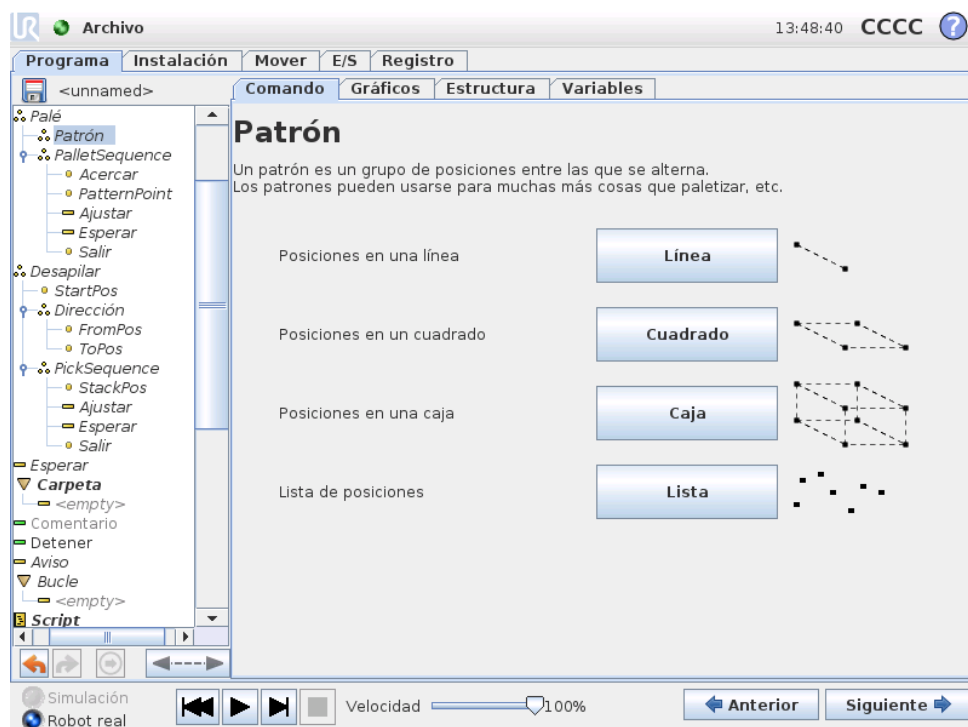 UR Archivo 13:48:40 CCCC ?
Programa Instalación Mover E/S Registro
<unnamed>
Comando Gráficos Estructura Variables
Palé
Patrón
PalletSequence
Acercar
PatternPoint
Ajustar
Esperar
Salir
Desapilar
StartPos
Dirección
FromPos
ToPos
PickSequence
StackPos
Ajustar
Esperar
Salir
Esperar
Carpeta
<empty>
Comentario
Detener
Aviso
Bucle
<empty>
Script
Patrón
Un patrón es un grupo de posiciones entre las que se alterna.
Los patrones pueden usarse para muchas más cosas que paletizar, etc.
Posiciones en una línea Línea
Posiciones en un cuadrado Cuadrado
Posiciones en una caja Caja
Lista de posiciones Lista
Simulación
Robot real
Velocidad 100%
Anterior Siguiente